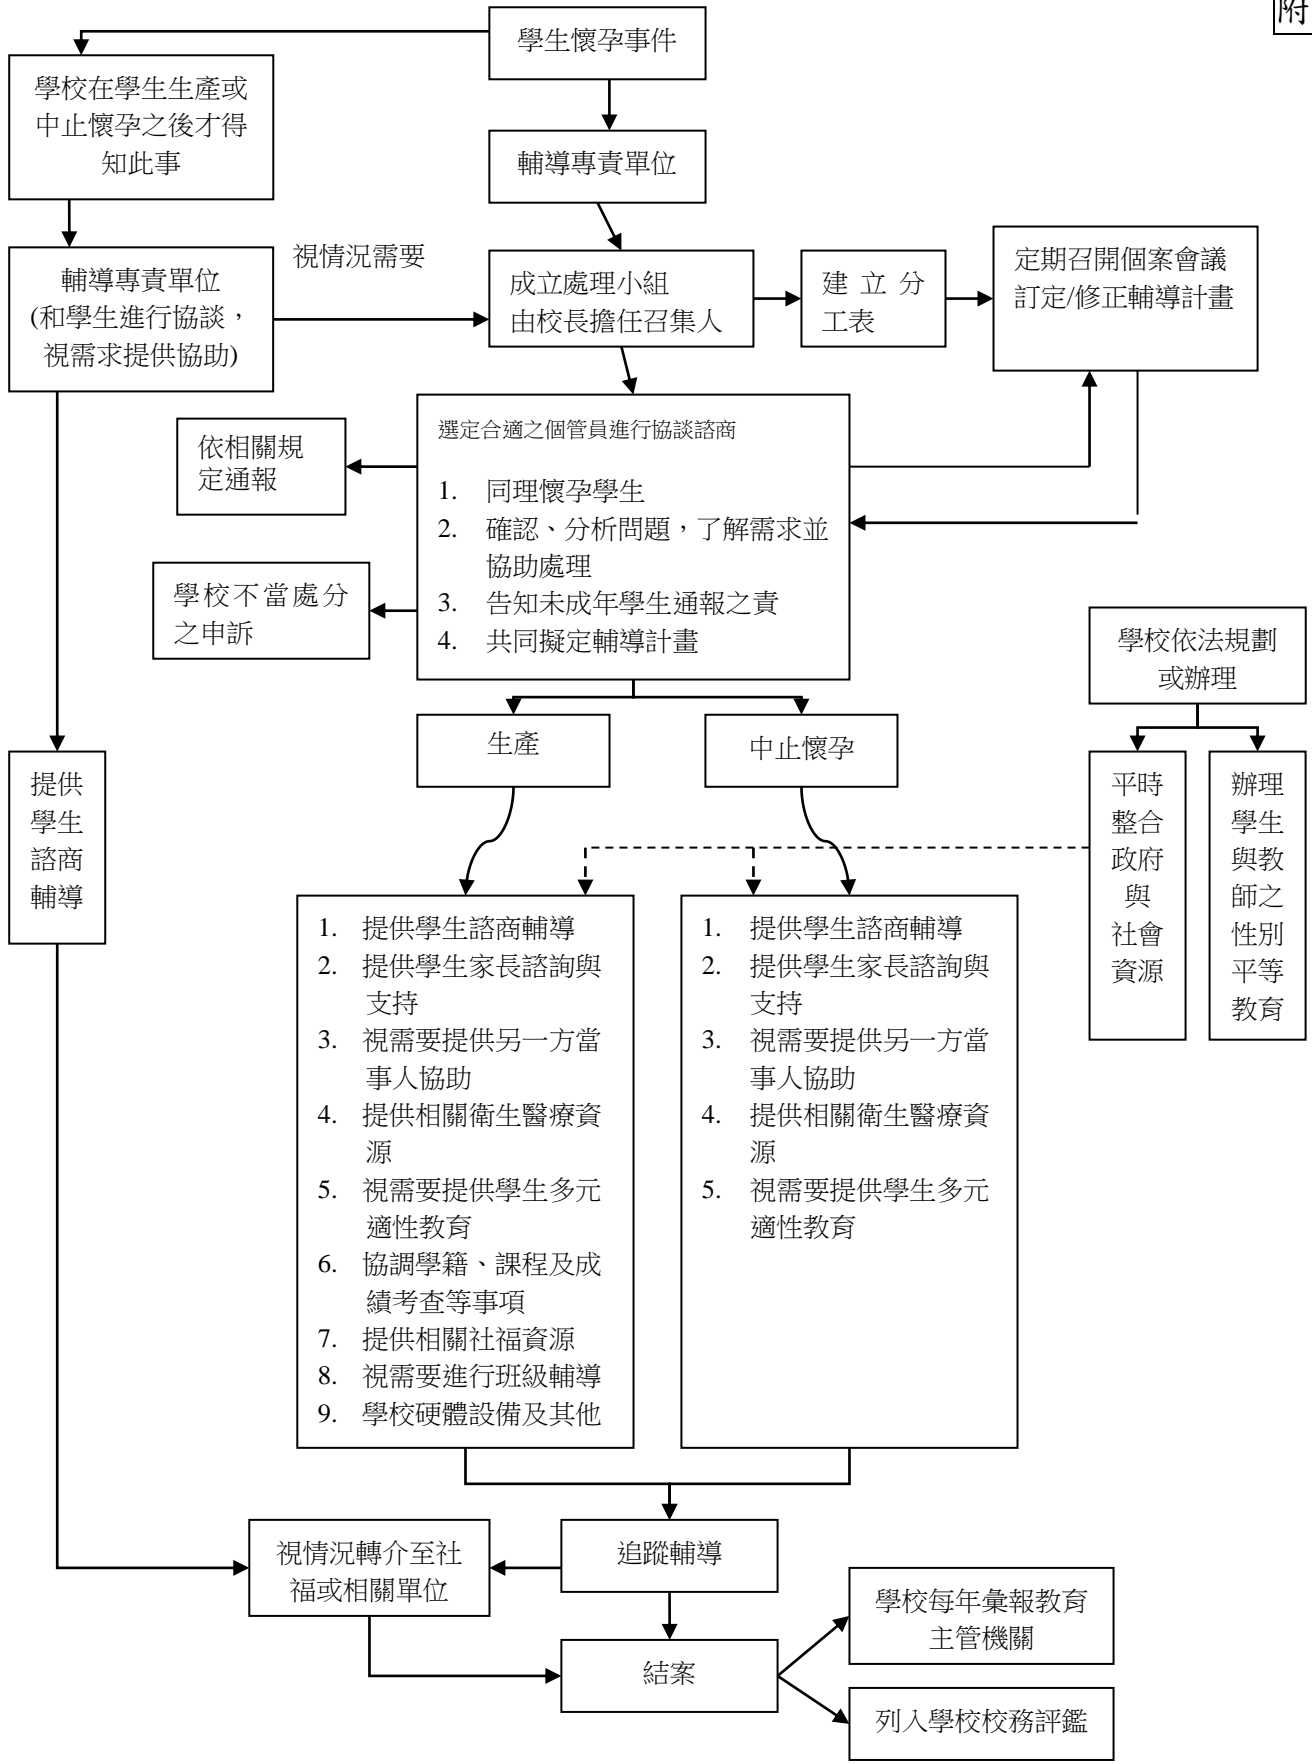 附
學生懷孕事件
學校在學生生產或
中止懷孕之後才得
知此事
輔導專責單位
輔導專責單位
(和學生進行協談，
視需求提供協助)
視情況需要
成立處理小組
由校長擔任召集人
建立分
工表
定期召開個案會議
訂定/修正輔導計畫
選定合適之個管員進行協談諮商
1. 同理懷孕學生
2. 確認、分析問題，了解需求並
協助處理
3. 告知未成年學生通報之責
4. 共同擬定輔導計畫
依相關規
定通報
學校不當處分
之申訴
學校依法規劃
或辦理
生產
中止懷孕
提供
學生
諮商
輔導
平時
整合
政府
與
社會
資源
辦理
學生
與教
師之
性別
平等
教育
1. 提供學生諮商輔導
2. 提供學生家長諮詢與
支持
3. 視需要提供另一方當
事人協助
4. 提供相關衛生醫療資
源
5. 視需要提供學生多元
適性教育
6. 協調學籍、課程及成
績考查等事項
7. 提供相關社福資源
8. 視需要進行班級輔導
9. 學校硬體設備及其他
1. 提供學生諮商輔導
2. 提供學生家長諮詢與
支持
3. 視需要提供另一方當
事人協助
4. 提供相關衛生醫療資
源
5. 視需要提供學生多元
適性教育
視情況轉介至社
福或相關單位
追蹤輔導
結案
學校每年彙報教育
主管機關
列入學校校務評鑑